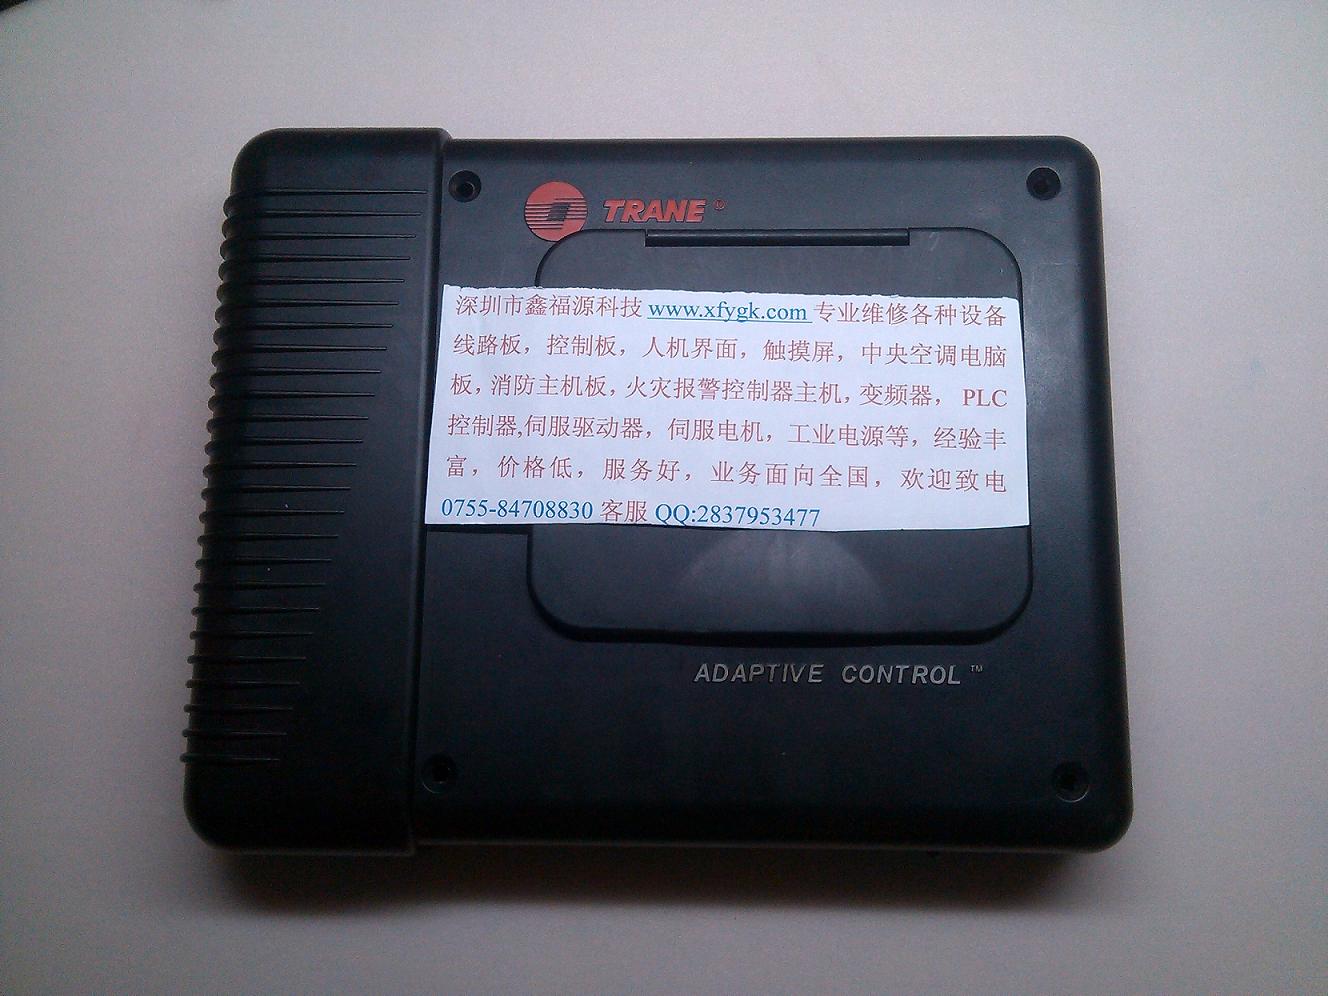 TRANE®
深圳市鑫福源科技 www.xfygk.com 专业维修各种设备
线路板，控制板，人机界面，触摸屏，中央空调电脑
板，消防主机板，火灾报警控制器主机，变频器， PLC
控制器,伺服驱动器，伺服电机，工业电源等，经验丰
富，价格低，服务好，业务面向全国，欢迎致电
0755-84708830 客服 QQ:2837953477
ADAPTIVE CONTROL™